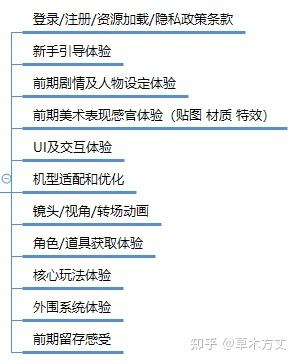 登录/注册/资源加载/隐私政策条款
新手引导体验
前期剧情及人物设定体验
前期美术表现感官体验（贴图 材质 特效）
UI及交互体验
机型适配和优化
镜头/视角/转场动画
角色/道具获取体验
核心玩法体验
外围系统体验
前期留存感受
知乎 @草木方丈